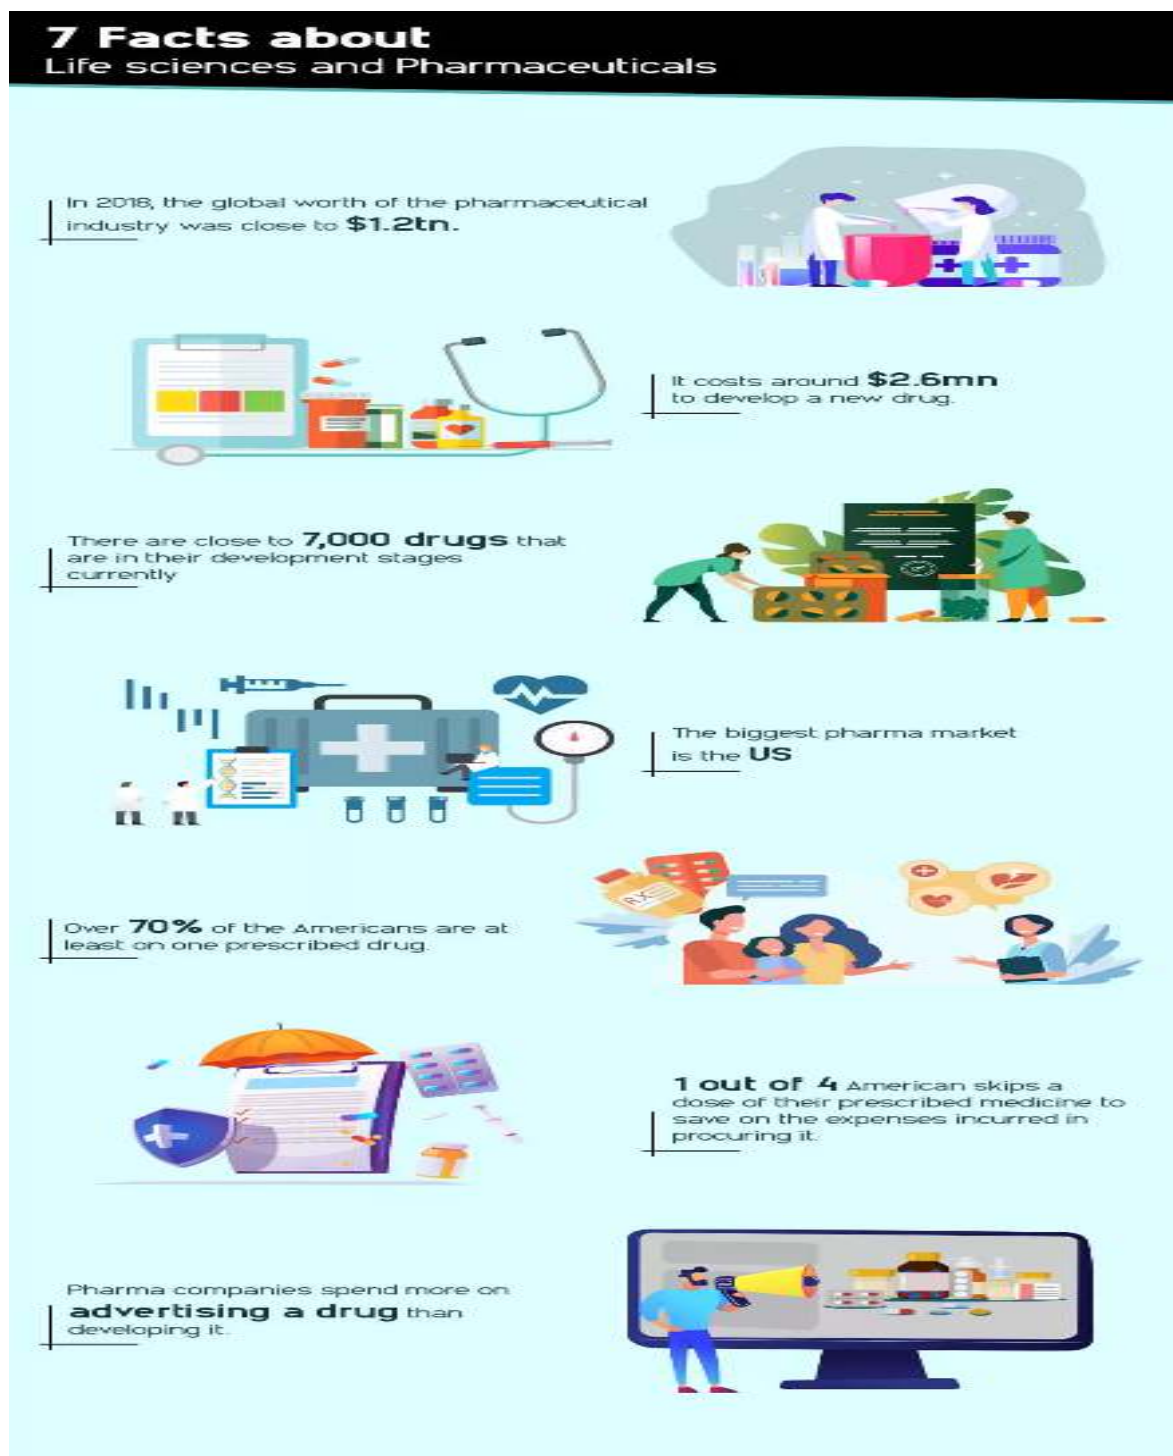 7 Facts about
Life sciences and Pharmaceuticals
In 2018, the global worth of the pharmaceutical
industry was close to $1.2tn.
It costs around $2.6mn
to develop a new drug.
There are close to 7,000 drugs that
are in their development stages
currently
The biggest pharma market
is the US
RX
Over 70% of the Americans are at
least on one prescribed drug.
1 out of 4 American skips a
dose of their prescribed medicine to
save on the expenses incurred in
procuring it.
Pharma companies spend more on
advertising a drug than
developing it.